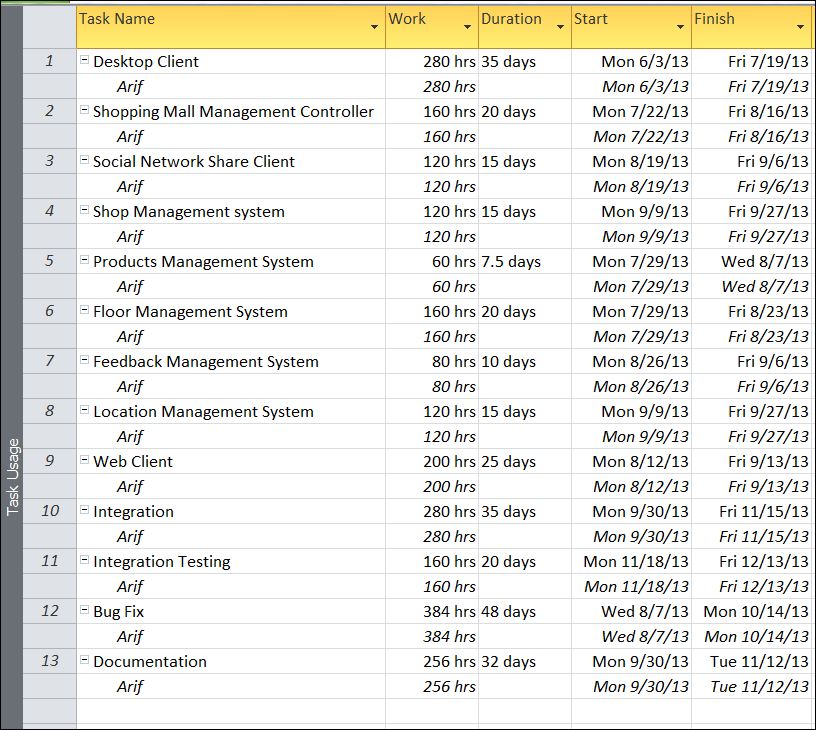 Task Name Work Duration Start Finish
1 Desktop Client 280 hrs 35 days Mon 6/3/13 Fri 7/19/13
Arif 280 hrs Mon 6/3/13 Fri 7/19/13
2 Shopping Mall Management Controller 160 hrs 20 days Mon 7/22/13 Fri 8/16/13
Arif 160 hrs Mon 7/22/13 Fri 8/16/13
3 Social Network Share Client 120 hrs 15 days Mon 8/19/13 Fri 9/6/13
Arif 120 hrs Mon 8/19/13 Fri 9/6/13
4 Shop Management system 120 hrs 15 days Mon 9/9/13 Fri 9/27/13
Arif 120 hrs Mon 9/9/13 Fri 9/27/13
5 Products Management System 60 hrs 7.5 days Mon 7/29/13 Wed 8/7/13
Arif 60 hrs Mon 7/29/13 Wed 8/7/13
6 Floor Management System 160 hrs 20 days Mon 7/29/13 Fri 8/23/13
Arif 160 hrs Mon 7/29/13 Fri 8/23/13
7 Feedback Management System 80 hrs 10 days Mon 8/26/13 Fri 9/6/13
Arif 80 hrs Mon 8/26/13 Fri 9/6/13
8 Location Management System 120 hrs 15 days Mon 9/9/13 Fri 9/27/13
Arif 120 hrs Mon 9/9/13 Fri 9/27/13
9 Web Client 200 hrs 25 days Mon 8/12/13 Fri 9/13/13
Arif 200 hrs Mon 8/12/13 Fri 9/13/13
10 Integration 280 hrs 35 days Mon 9/30/13 Fri 11/15/13
Arif 280 hrs Mon 9/30/13 Fri 11/15/13
11 Integration Testing 160 hrs 20 days Mon 11/18/13 Fri 12/13/13
Arif 160 hrs Mon 11/18/13 Fri 12/13/13
12 Bug Fix 384 hrs 48 days Wed 8/7/13 Mon 10/14/13
Arif 384 hrs Wed 8/7/13 Mon 10/14/13
13 Documentation 256 hrs 32 days Mon 9/30/13 Tue 11/12/13
Arif 256 hrs Mon 9/30/13 Tue 11/12/13
Task Usage